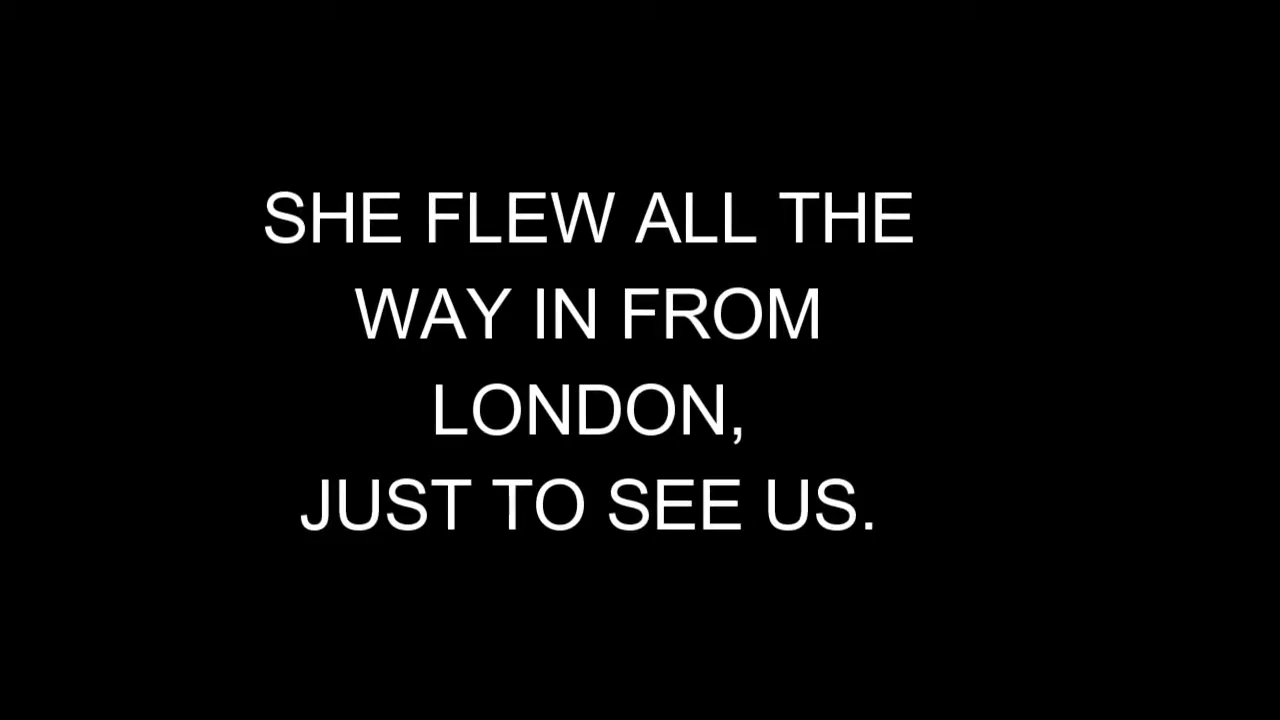 SHE FLEW ALL THE
WAY IN FROM
LONDON,
JUST TO SEE US.